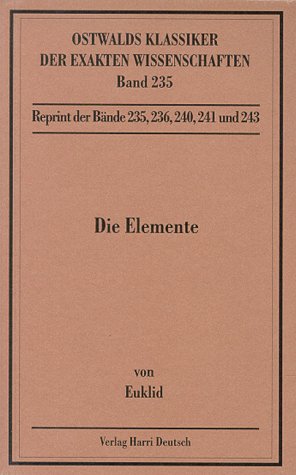 OSTWALDS KLASSIKER
DER EXAKTEN WISSENSCHAFTEN
Band 235
Reprint der Bände 235, 236, 240, 241 und 243
Die Elemente
von
Euklid
Verlag Harri Deutsch